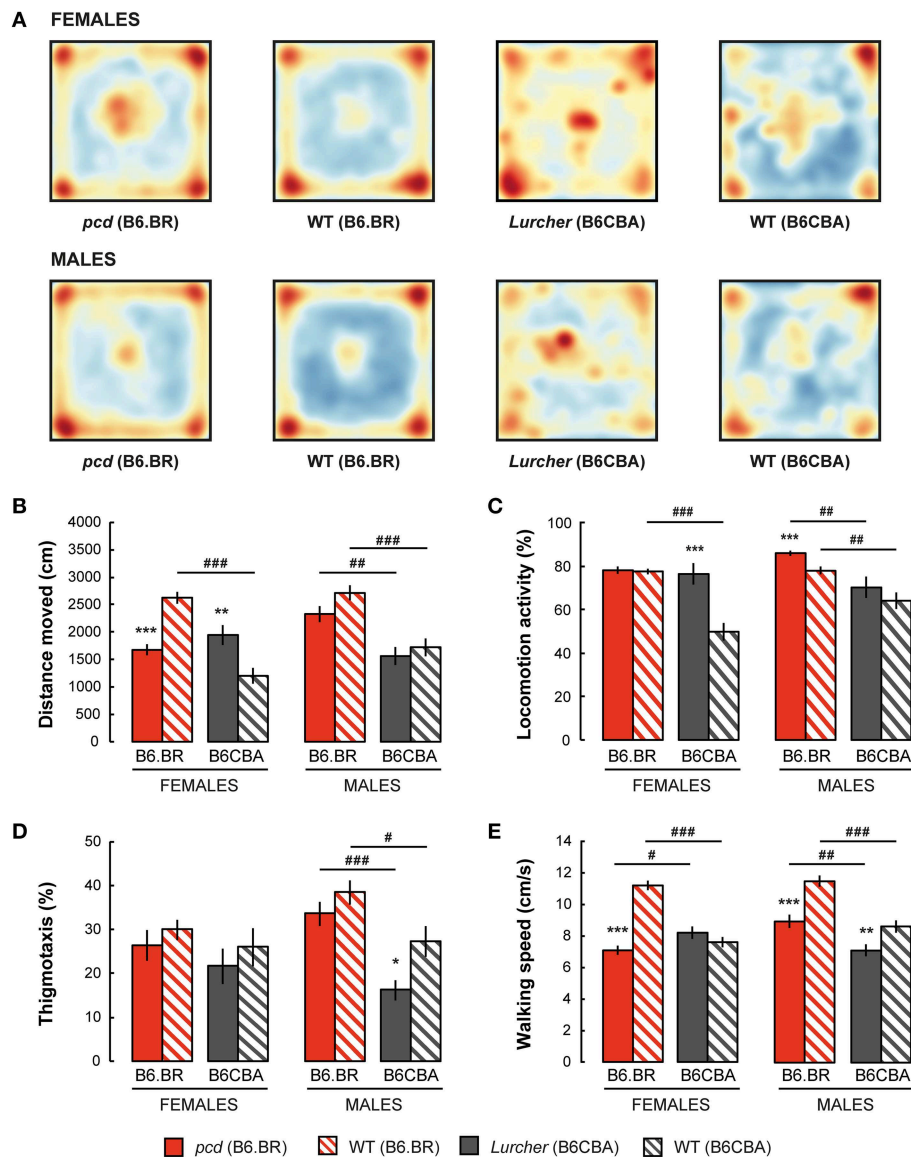 A FEMALES
pcd (B6.BR) WT (B6.BR) Lurcher (B6CBA) WT (B6CBA)
MALES
pcd (B6.BR) WT (B6.BR) Lurcher (B6CBA) WT (B6CBA)
B
Distance moved (cm)
4000
3500
3000
2500
2000
1500
1000
500
0
***
###
**
##
###
B6.BR B6CBA B6.BR B6CBA
FEMALES MALES
C
Locomotion activity (%)
100
80
60
40
20
0
###
***
##
***
##
B6.BR B6CBA B6.BR B6CBA
FEMALES MALES
D
Thigmotaxis (%)
50
40
30
20
10
0
#
###
*
B6.BR B6CBA B6.BR B6CBA
FEMALES MALES
E
Walking speed (cm/s)
14
12
10
8
6
4
2
0
###
#
***
###
##
***
**
B6.BR B6CBA B6.BR B6CBA
FEMALES MALES
pcd (B6.BR) WT (B6.BR) Lurcher (B6CBA) WT (B6CBA)